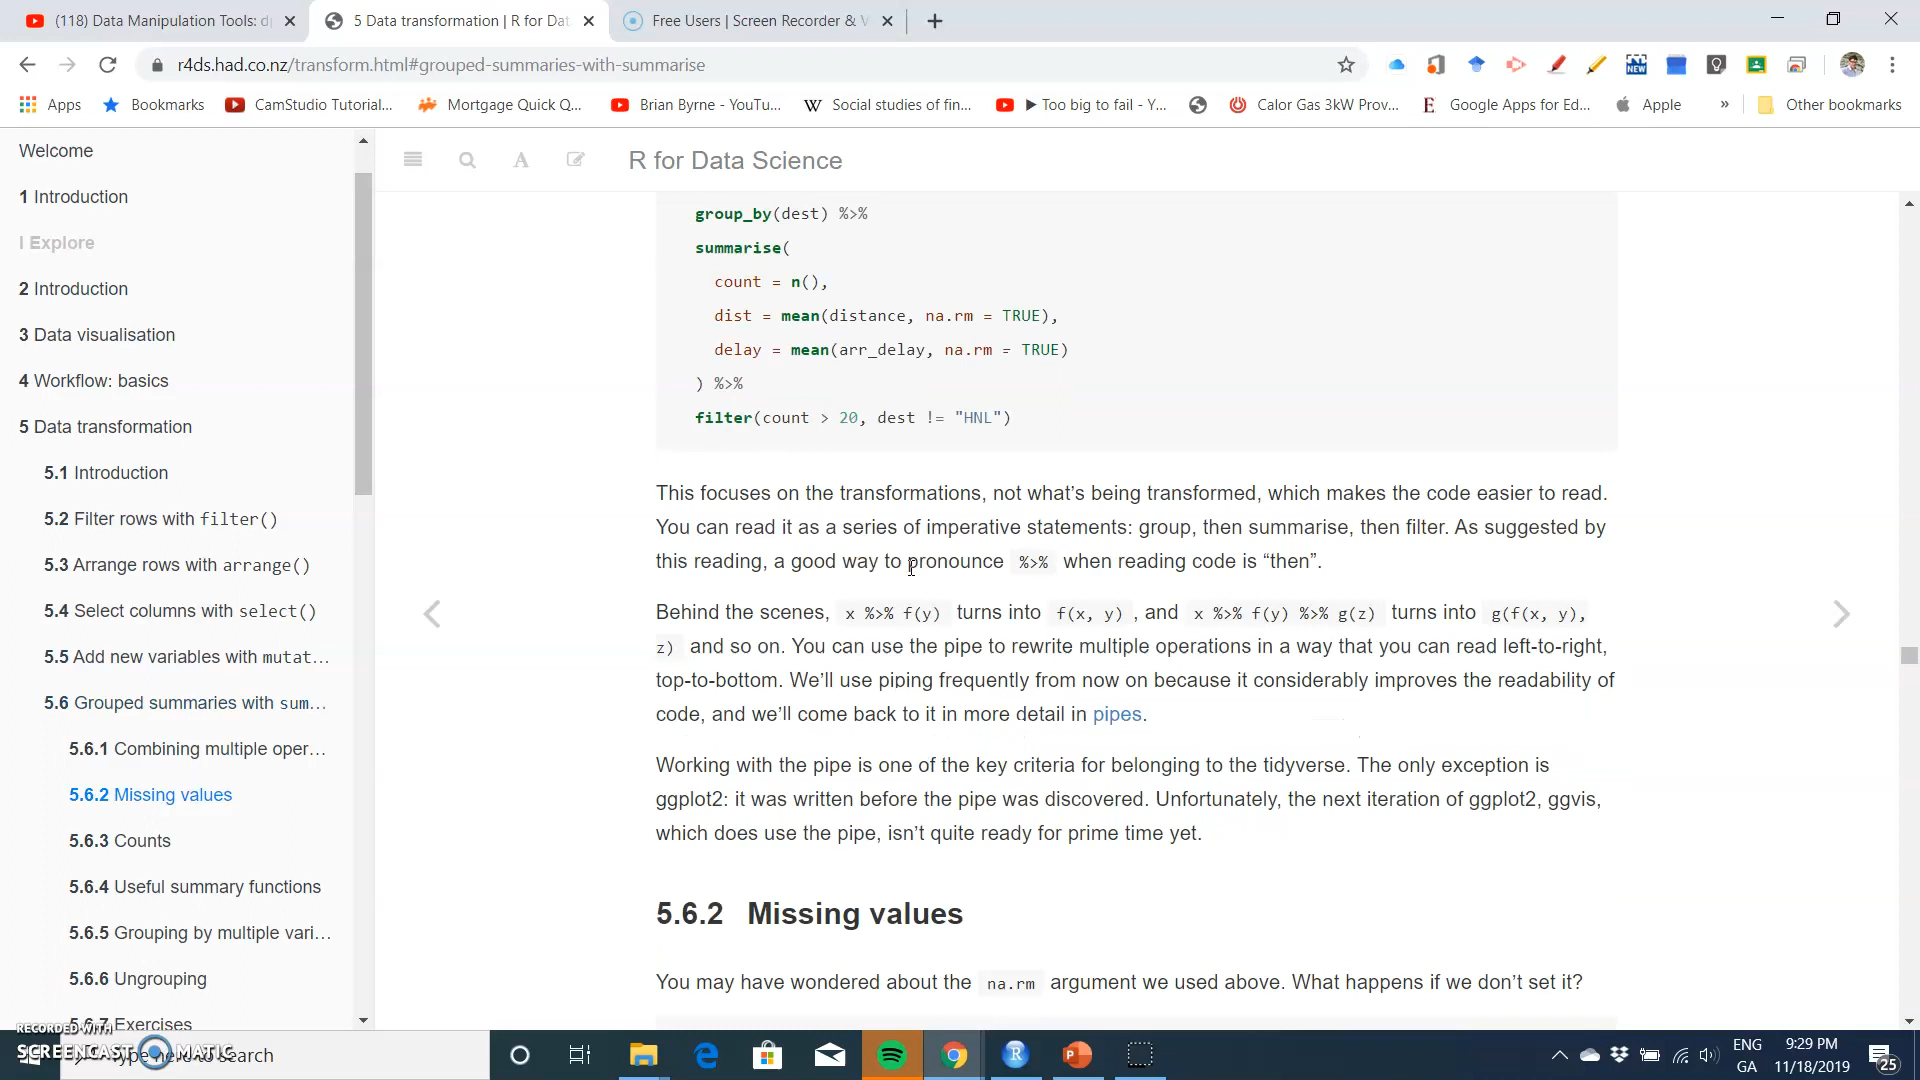 (118) Data Manipulation Tools: d
5 Data transformation | R for Dat
Free Users | Screen Recorder & V
r4ds.had.co.nz/transform.html#grouped-summaries-with-summarise
Apps
Bookmarks
CamStudio Tutorial...
Mortgage Quick Q...
Brian Byrne - YouTu...
Social studies of fin...
▶ Too big to fail - Y...
Calor Gas 3kW Prov...
Google Apps for Ed...
Apple
»
Other bookmarks
Welcome
1 Introduction
I Explore
2 Introduction
3 Data visualisation
4 Workflow: basics
5 Data transformation
5.1 Introduction
5.2 Filter rows with filter()
5.3 Arrange rows with arrange()
5.4 Select columns with select()
5.5 Add new variables with mutat...
5.6 Grouped summaries with sum...
5.6.1 Combining multiple oper...
5.6.2 Missing values
5.6.3 Counts
5.6.4 Useful summary functions
5.6.5 Grouping by multiple vari...
5.6.6 Ungrouping
5.6.7 Exercises
R for Data Science
group_by(dest) %>%
summarise(
count = n(),
dist = mean(distance, na.rm = TRUE),
delay = mean(arr_delay, na.rm = TRUE)
) %>%
filter(count > 20, dest != "HNL")
This focuses on the transformations, not what's being transformed, which makes the code easier to read.
You can read it as a series of imperative statements: group, then summarise, then filter. As suggested by
this reading, a good way to pronounce %>% when reading code is “then”.
Behind the scenes, x %>% f(y) turns into f(x, y) , and x %>% f(y) %>% g(z) turns into g(f(x, y),
z) and so on. You can use the pipe to rewrite multiple operations in a way that you can read left-to-right,
top-to-bottom. We'll use piping frequently from now on because it considerably improves the readability of
code, and we'll come back to it in more detail in pipes.
Working with the pipe is one of the key criteria for belonging to the tidyverse. The only exception is
ggplot2: it was written before the pipe was discovered. Unfortunately, the next iteration of ggplot2, ggvis,
which does use the pipe, isn't quite ready for prime time yet.
5.6.2 Missing values
You may have wondered about the na.rm argument we used above. What happens if we don't set it?
RECORDED WITH
SCREENCAST MATIC
Type here to search
ENG
GA
9:29 PM
11/18/2019
25